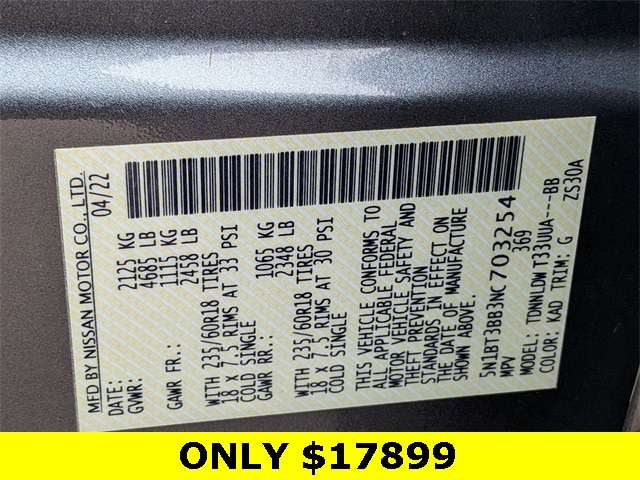 MFD BY NISSAN MOTOR CO., LTD.
DATE: 04/22
GVWR: 2125 KG
4685 LB
GAWR FR.: 1115 KG
2458 LB
WITH 235/60R18 TIRES
18 x 7.5 RIMS AT 33 PSI
COLD SINGLE
GAWR RR.: 1065 KG
2348 LB
WITH 235/60R18 TIRES
18 x 7.5 RIMS AT 30 PSI
COLD SINGLE
THIS VEHICLE CONFORMS TO
ALL APPLICABLE FEDERAL
MOTOR VEHICLE SAFETY AND
THEFT PREVENTION
STANDARDS IN EFFECT ON
THE DATE OF MANUFACTURE
SHOWN ABOVE.
5N1BT3BB3NC703254
MPV 369
MODEL: TDNNLDWT33UUA---BB
COLOR: KAD TRIM: G ZS30A
ONLY $17899